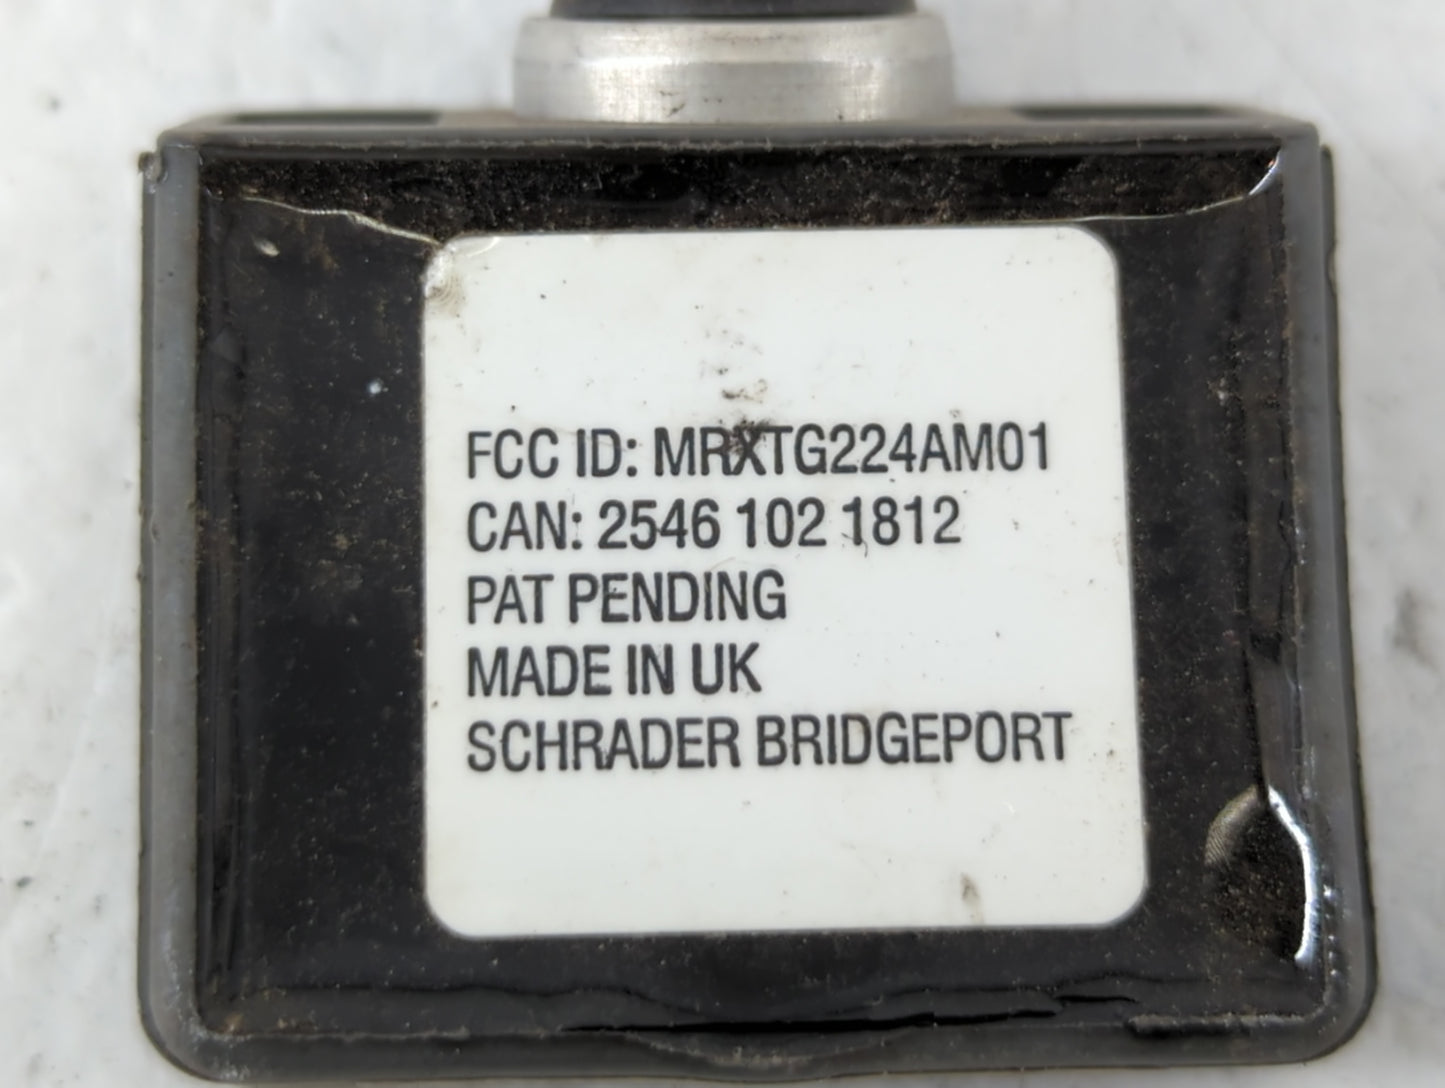 FCC ID: MRXTG224AM01
CAN: 2546 102 1812
PAT PENDING
MADE IN UK
SCHRADER BRIDGEPORT